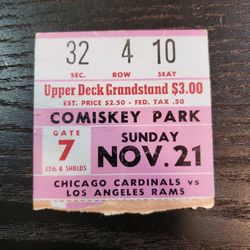 32 4 10
SEC. ROW SEAT
Upper Deck Grandstand $3.00
EST. PRICE $2.50 - FED. TAX .50
COMISKEY PARK
GATE
7
35th & SHIELDS
SUNDAY
NOV. 21
CHICAGO CARDINALS vs
LOS ANGELES RAMS